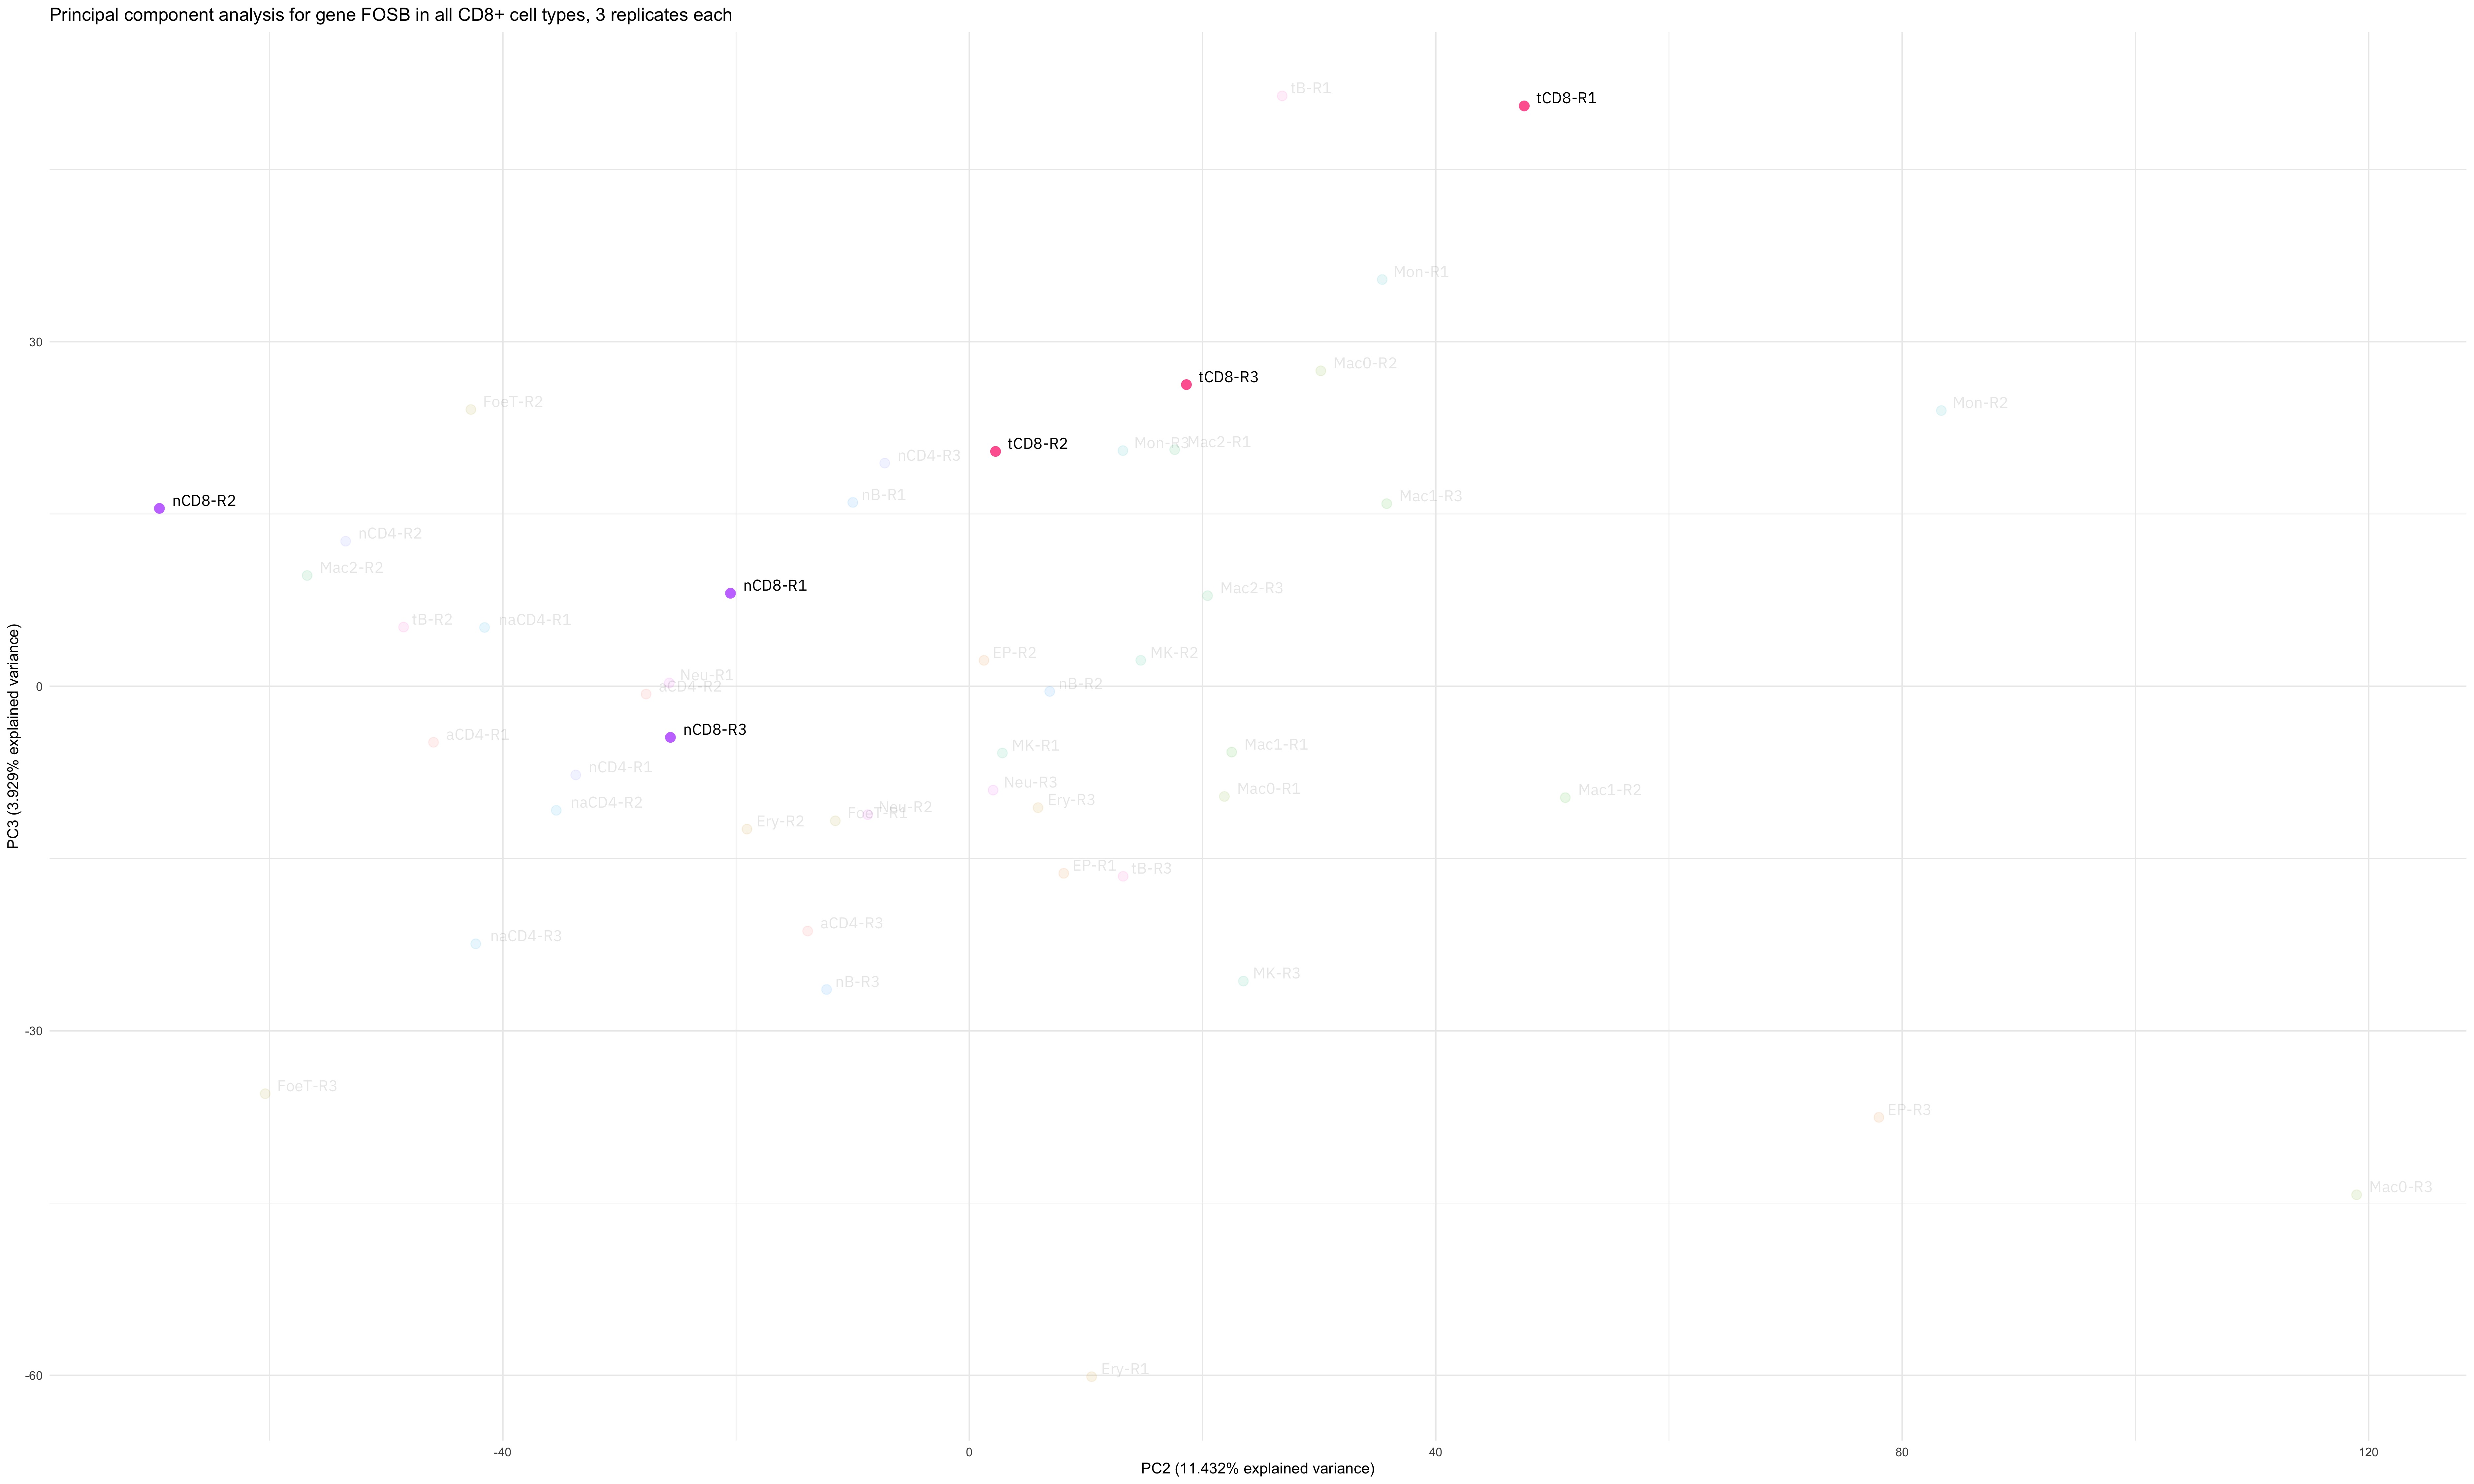 Principal component analysis for gene FOSB in all CD8+ cell types, 3 replicates each
tB-R1
tCD8-R1
Mon-R1
30
Mac0-R2
tCD8-R3
FoeT-R2
Mon-R2
tCD8-R2
Mon-R3
Mac2-R1
nCD4-R3
nB-R1
Mac1-R3
nCD8-R2
nCD4-R2
Mac2-R2
nCD8-R1
Mac2-R3
tB-R2
naCD4-R1
EP-R2
MK-R2
Neu-R1
aCD4-R2
nB-R2
0
nCD8-R3
aCD4-R1
MK-R1
Mac1-R1
nCD4-R1
Neu-R3
Mac0-R1
Mac1-R2
naCD4-R2
Ery-R3
Neu-R2
FoeT-R1
Ery-R2
EP-R1
tB-R3
aCD4-R3
naCD4-R3
MK-R3
nB-R3
-30
FoeT-R3
EP-R3
Mac0-R3
Ery-R1
-60
PC3 (3.929% explained variance)
-40
0
40
80
120
PC2 (11.432% explained variance)